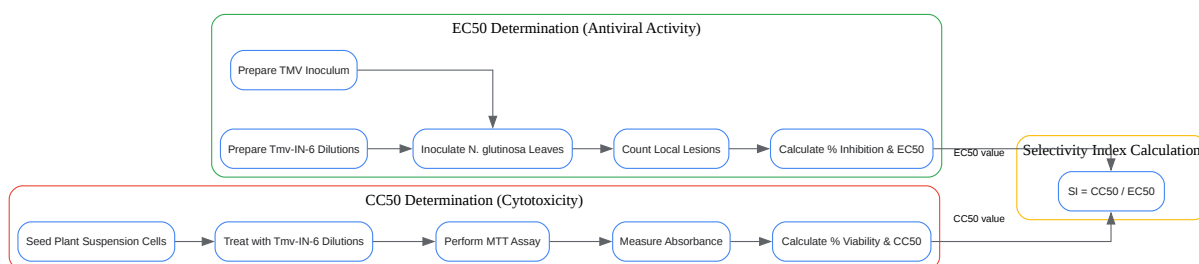 EC50 Determination (Antiviral Activity)
Prepare TMV Inoculum
Prepare Tmv-IN-6 Dilutions
Inoculate N. glutinosa Leaves
Count Local Lesions
Calculate % Inhibition & EC50
EC50 value
Selectivity Index Calculation
SI = CC50 / EC50
CC50 Determination (Cytotoxicity)
CC50 value
Seed Plant Suspension Cells
Treat with Tmv-IN-6 Dilutions
Perform MTT Assay
Measure Absorbance
Calculate % Viability & CC50